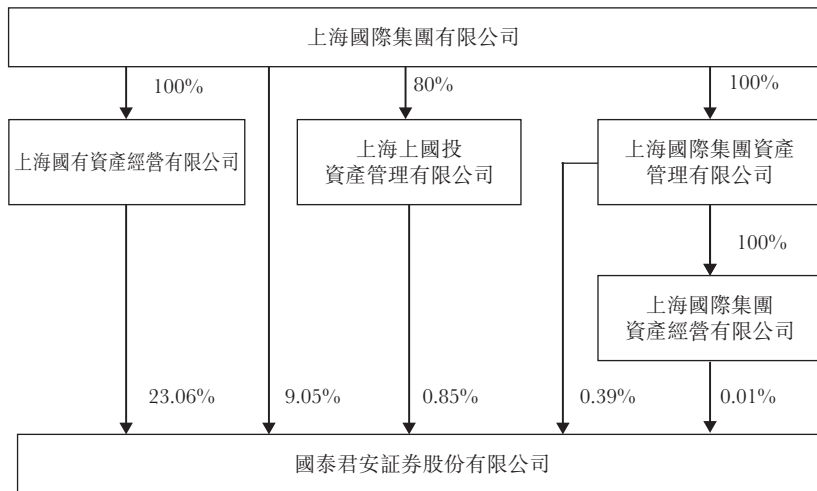 上海國際集團有限公司
100%
80%
100%
上海國有資產經營有限公司
上海上國投
資產管理有限公司
上海國際集團資產
管理有限公司
100%
上海國際集團
資產經營有限公司
23.06%
9.05%
0.85%
0.39%
0.01%
國泰君安証券股份有限公司